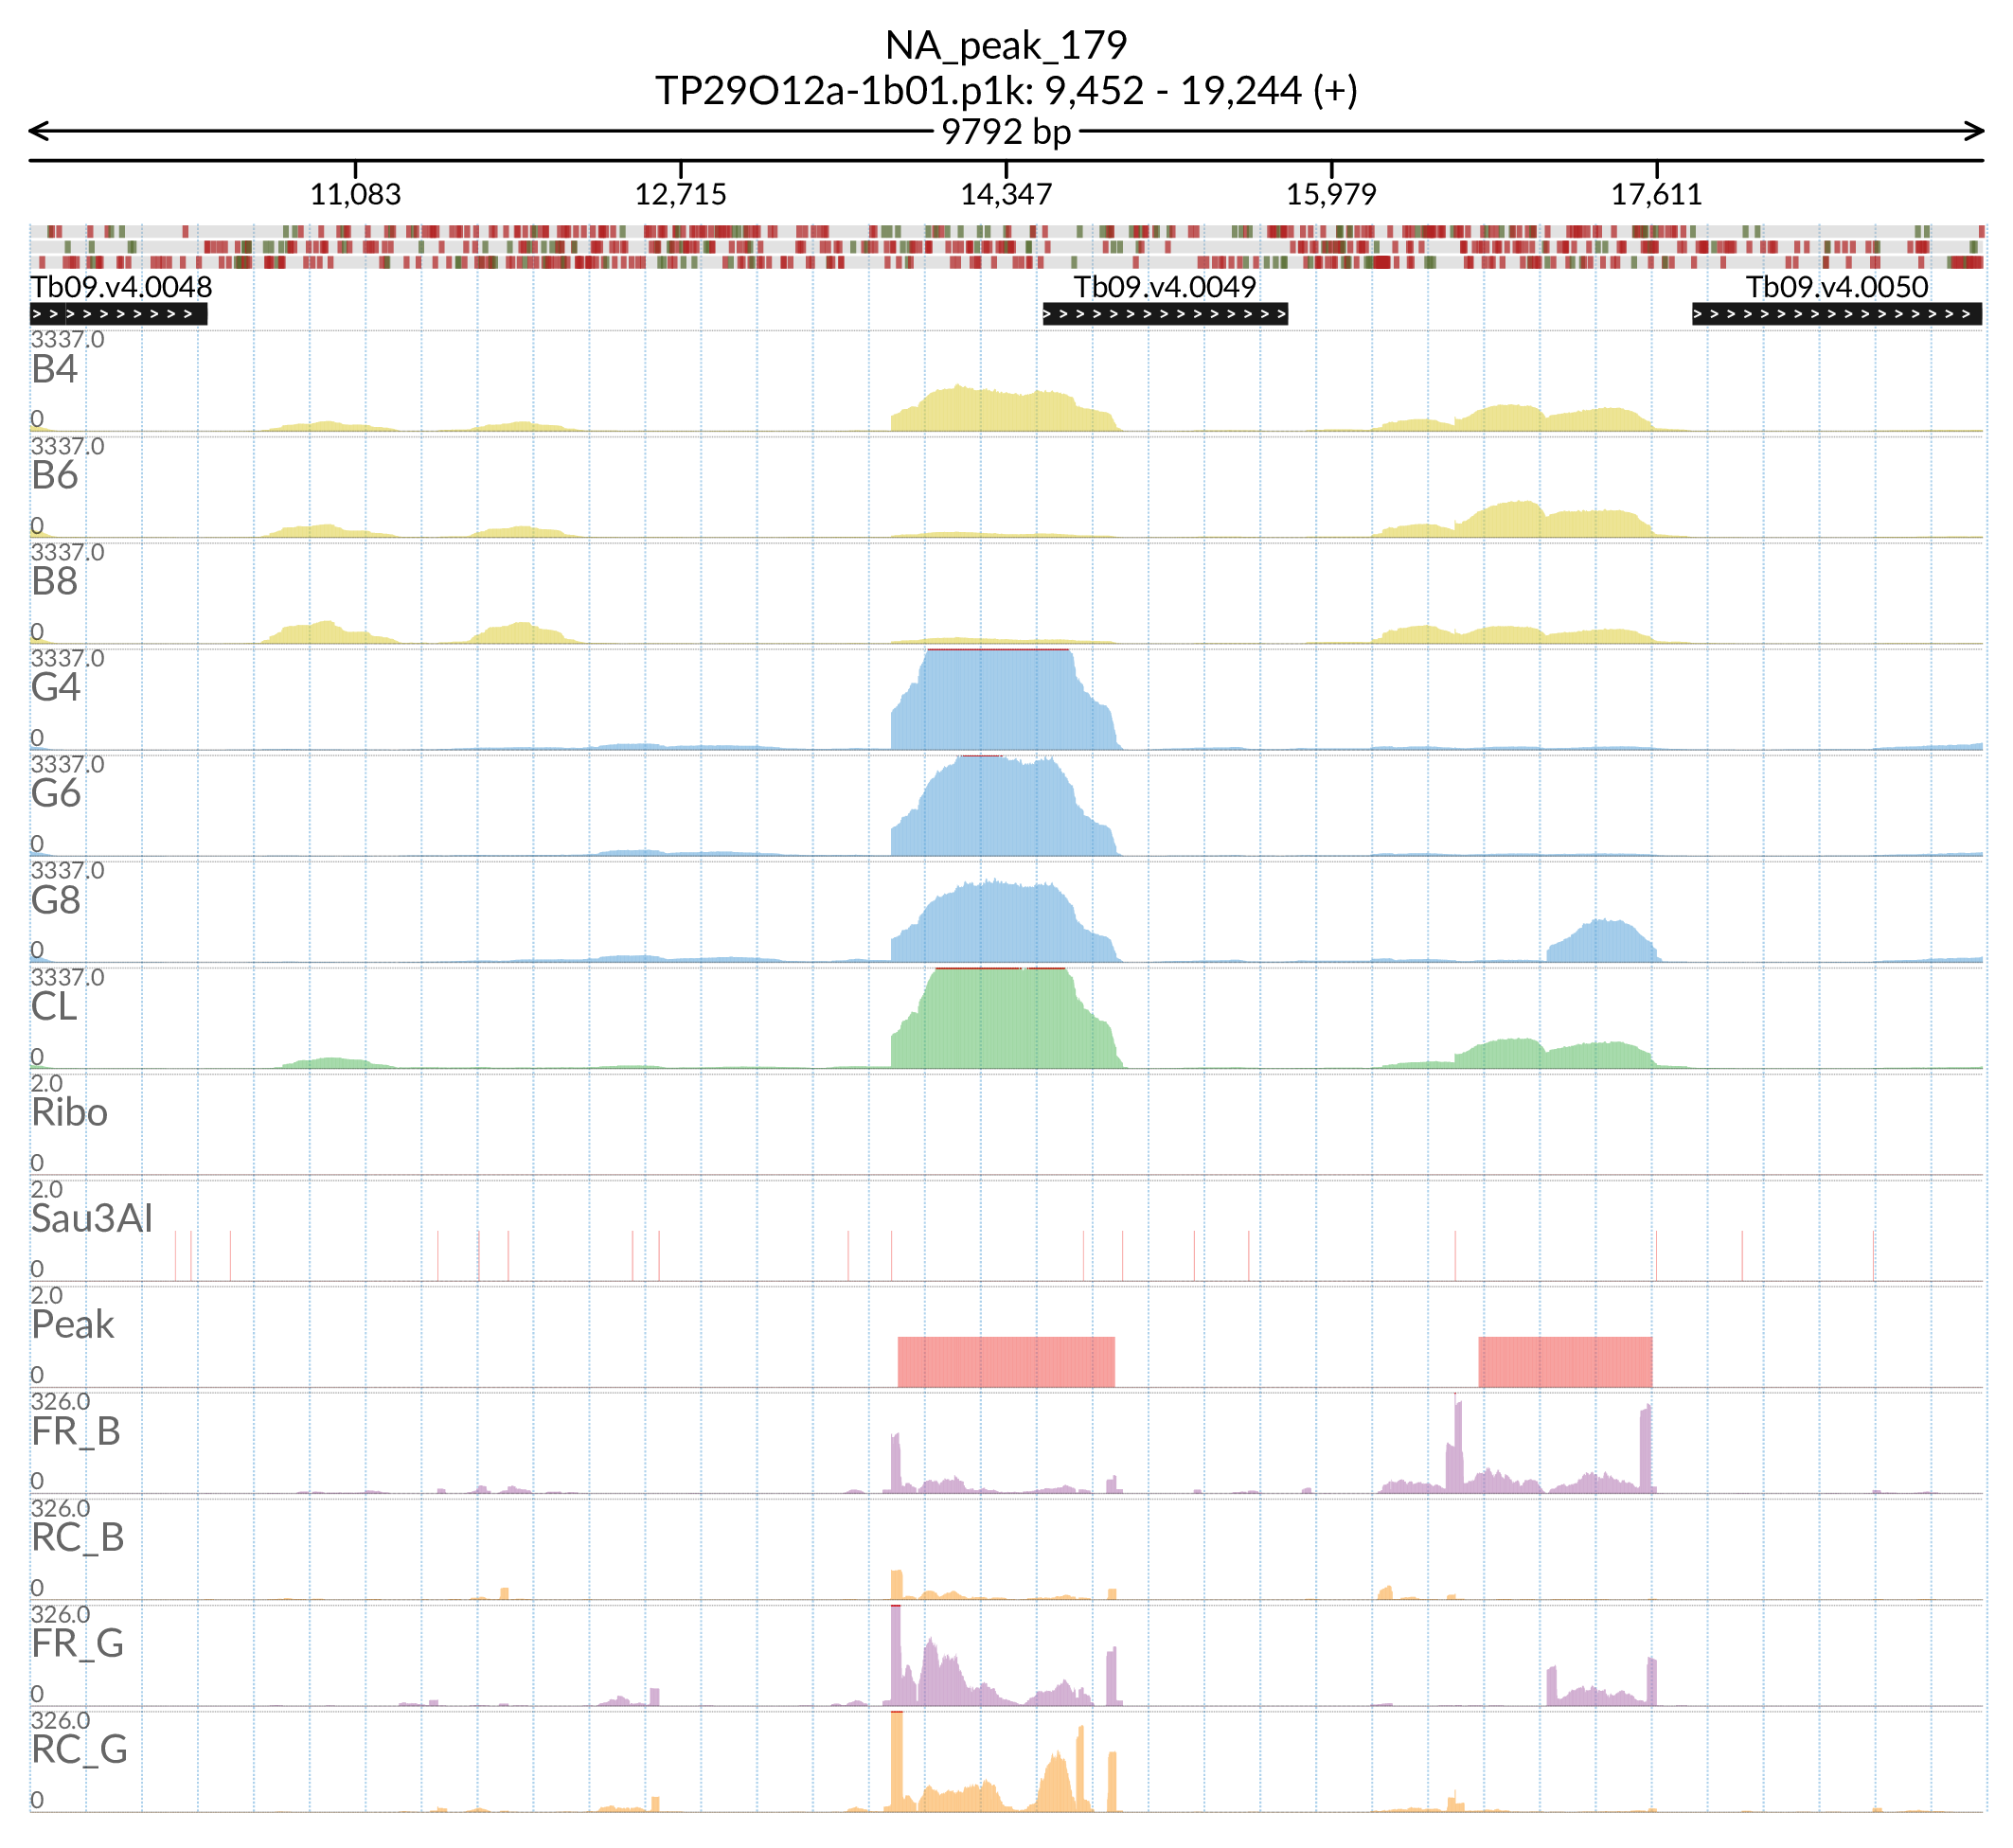 NA_peak_179
TP29O12a-1b01.p1k: 9,452 - 19,244 (+)
9792 bp
11,083 12,715 14,347 15,979 17,611
Tb09.v4.0048 Tb09.v4.0049 Tb09.v4.0050
3337.0
B4
0
3337.0
B6
0
3337.0
B8
0
3337.0
G4
0
3337.0
G6
0
3337.0
G8
0
3337.0
CL
0
2.0
Ribo
0
2.0
Sau3AI
0
2.0
Peak
0
326.0
FR_B
0
326.0
RC_B
0
326.0
FR_G
0
326.0
RC_G
0